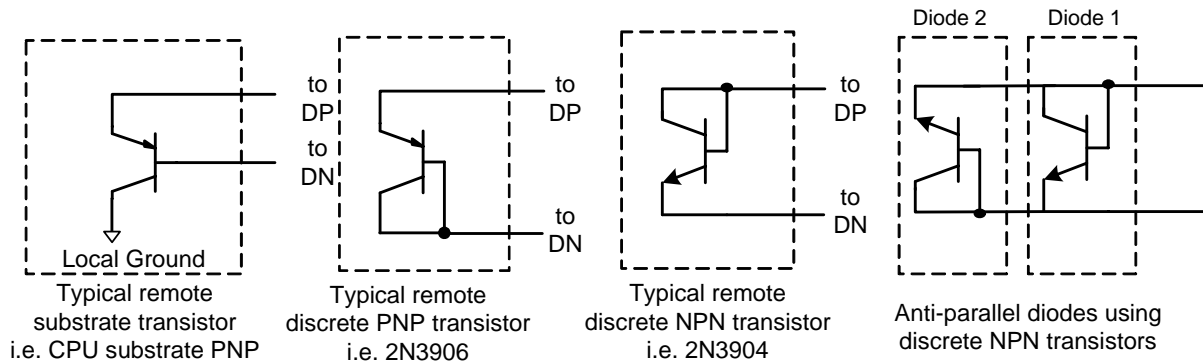 Diode 2
Diode 1
to
DP
to
DN
Local Ground
Typical remote
substrate transistor
i.e. CPU substrate PNP
to
DP
to
DN
Typical remote
discrete PNP transistor
i.e. 2N3906
to
DP
to
DN
Typical remote
discrete NPN transistor
i.e. 2N3904
Anti-parallel diodes using
discrete NPN transistors